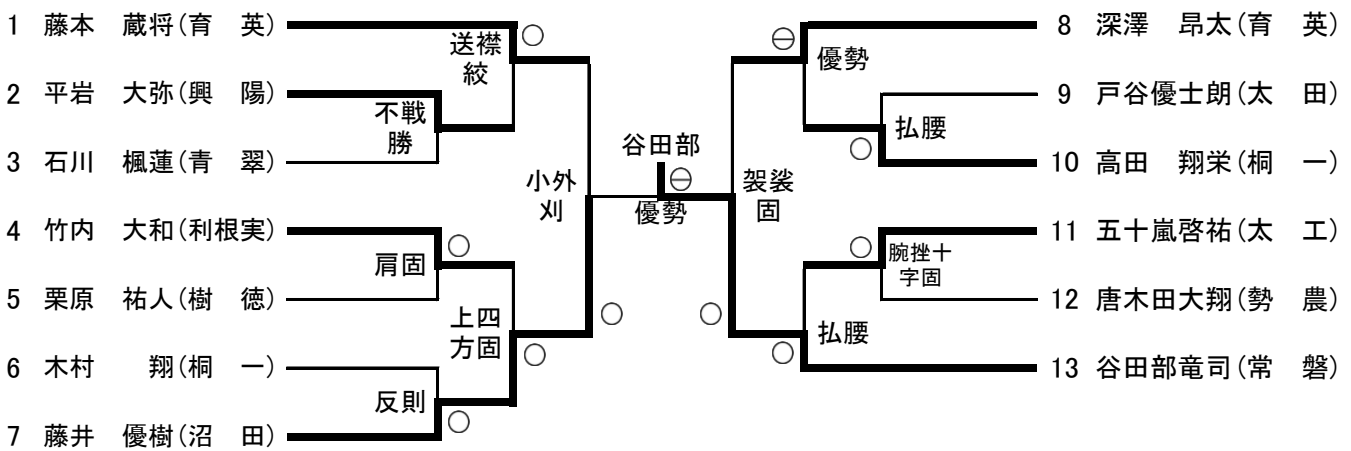 1 藤本　蔵将(育　英)
2 平岩　大弥(興　陽)
3 石川　楓蓮(青　翠)
4 竹内　大和(利根実)
5 栗原　祐人(樹　徳)
6 木村　　翔(桐　一)
7 藤井　優樹(沼　田)
送襟
絞
不戦
勝
肩固
上四
方固
反則
小外
刈
谷田部
優勢
袈裟
固
優勢
払腰
腕挫十
字固
払腰
8 深澤　昂太(育　英)
9 戸谷優士朗(太　田)
10 高田　翔栄(桐　一)
11 五十嵐啓祐(太　工)
12 唐木田大翔(勢　農)
13 谷田部竜司(常　磐)